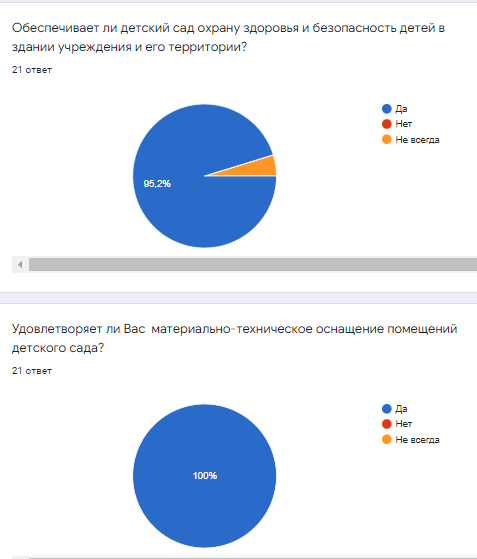 Обеспечивает ли детский сад охрану здоровья и безопасность детей в
здании учреждения и его территории?
21 ответ
Да
Нет
Не всегда
95,2%
Удовлетворяет ли Вас материально-техническое оснащение помещений
детского сада?
21 ответ
Да
Нет
Не всегда
100%